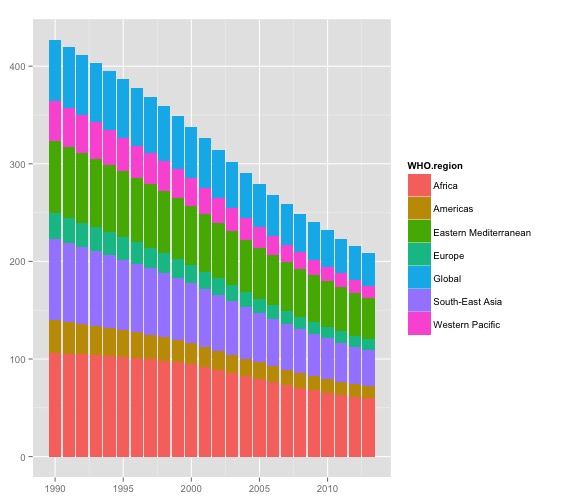 400
300
200
100
0
1990
1995
2000
2005
2010
WHO.region
Africa
Americas
Eastern Mediterranean
Europe
Global
South-East Asia
Western Pacific